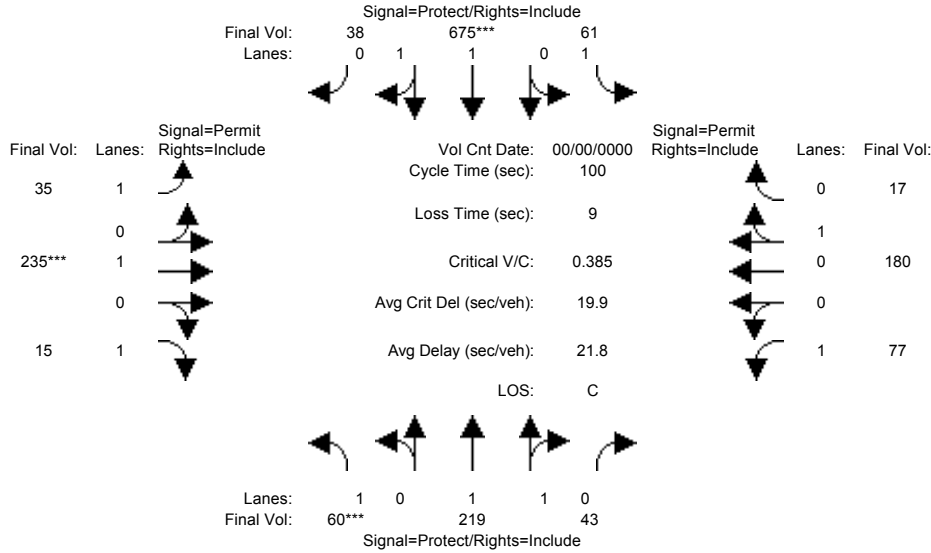 Signal=Protect/Rights=Include
Final Vol: 38 675*** 61
Lanes: 0 1 1 0 1
Signal=Permit Signal=Permit
Final Vol: Lanes: Rights=Include Vol Cnt Date: 00/00/0000 Rights=Include Lanes: Final Vol:
Cycle Time (sec): 100
35 1 0 17
Loss Time (sec): 9
0 1
235*** 1 Critical V/C: 0.385 0 180
0 Avg Crit Del (sec/veh): 19.9 0
15 1 Avg Delay (sec/veh): 21.8 1 77
LOS: C
Lanes: 1 0 1 1 0
Final Vol: 60*** 219 43
Signal=Protect/Rights=Include